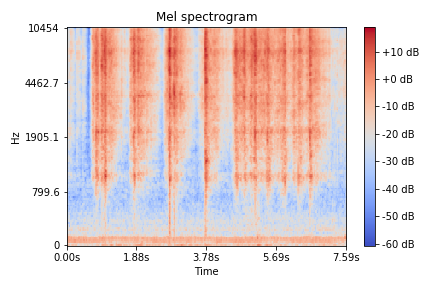 Mel spectrogram
10454
4462.7
1905.1
799.6
0
Hz
0.00s 1.88s 3.78s 5.69s 7.59s
Time
+10 dB
+0 dB
-10 dB
-20 dB
-30 dB
-40 dB
-50 dB
-60 dB